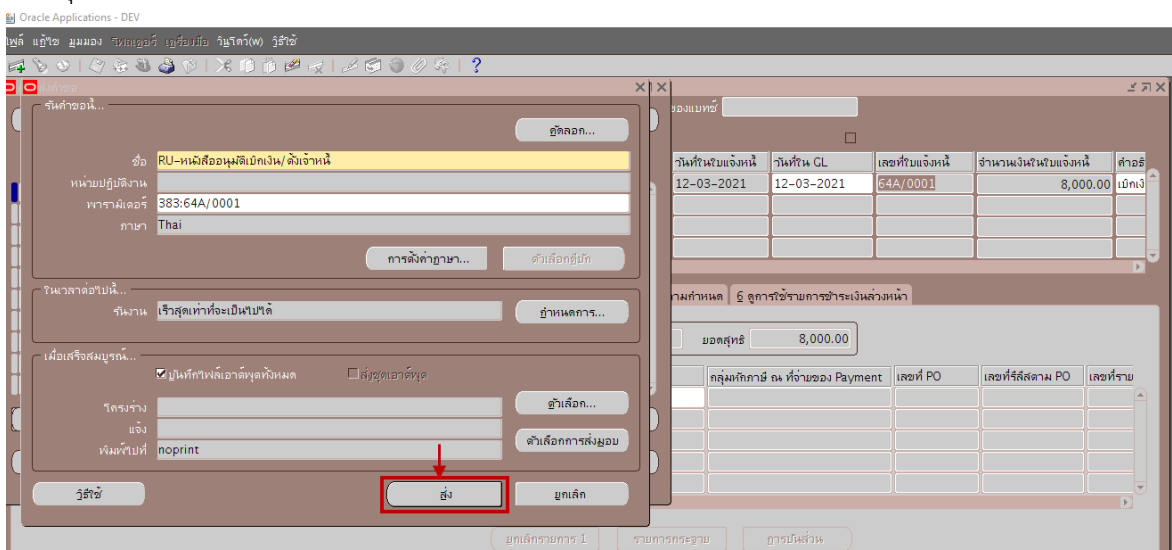 Oracle Applications - DEV
แก้ไข มุมมอง โฟลเดอร์ เครื่องมือ วินโดว์(w) วิธีใช้
ส่งคำขอ
รันคำขอนี้...
คัดลอก...
ชื่อ RU-หนังสืออนุมัติเบิกเงิน/ตั้งเจ้าหนี้
หน่วยปฏิบัติงาน
พารามิเตอร์ 383:64A/0001
ภาษา Thai
การตั้งค่าภาษา... ตัวเลือกดีบัก
ในเวลาต่อไปนี้...
รันงาน เร็วสุดเท่าที่จะเป็นไปได้ กำหนดการ...
เมื่อเสร็จสมบูรณ์...
บันทึกไฟล์เอาต์พุตทั้งหมด ส่งชุดเอาต์พุต
โครงร่าง ตัวเลือก...
แจ้ง
พิมพ์ไปที่ noprint ตัวเลือกการส่งมอบ
วิธีใช้ ส่ง ยกเลิก
ของแบทช์
วันที่ในใบแจ้งหนี้ วันที่ใน GL เลขที่ใบแจ้งหนี้ จำนวนเงินในใบแจ้งหนี้
12-03-2021 12-03-2021 64A/0001 8,000.00
ตามกำหนด 6 ดูการใช้รายการชำระเงินล่วงหน้า
ยอดสุทธิ 8,000.00
กลุ่มหักภาษี ณ ที่จ่ายของ Payment เลขที่ PO เลขที่รีลีสตาม PO
ยกเลิกรายการ 1 รายการกระจาย การปันส่วน